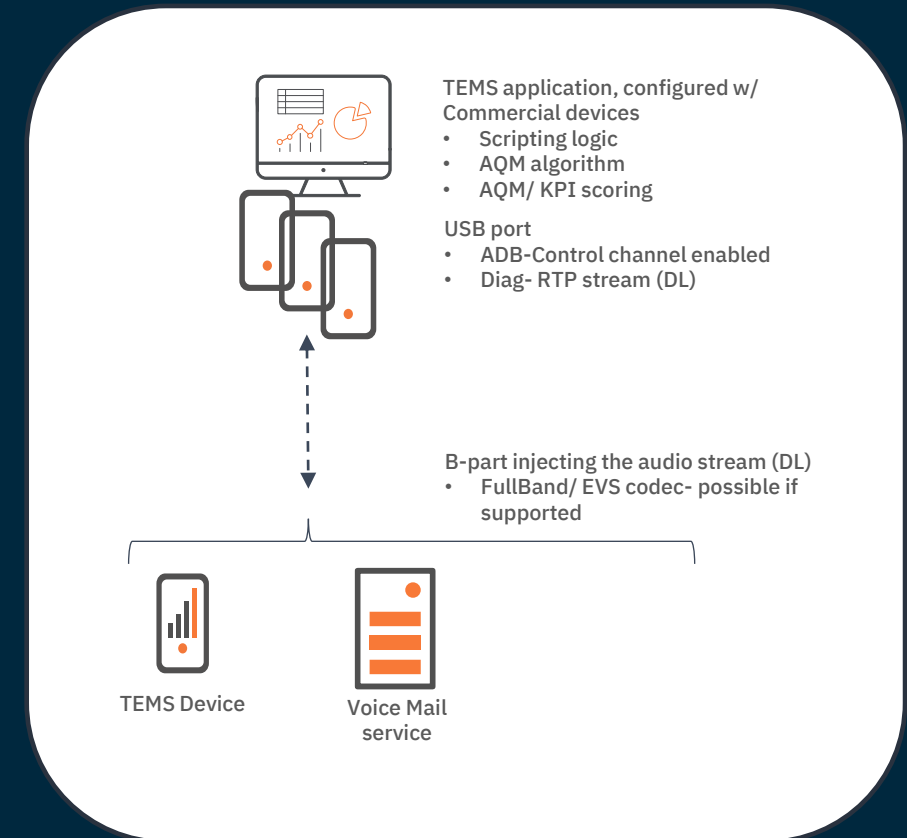 TEMS application, configured w/
Commercial devices
• Scripting logic
• AQM algorithm
• AQM/ KPI scoring
USB port
• ADB-Control channel enabled
• Diag- RTP stream (DL)
B-part injecting the audio stream (DL)
• FullBand/ EVS codec- possible if
supported
TEMS Device
Voice Mail
service